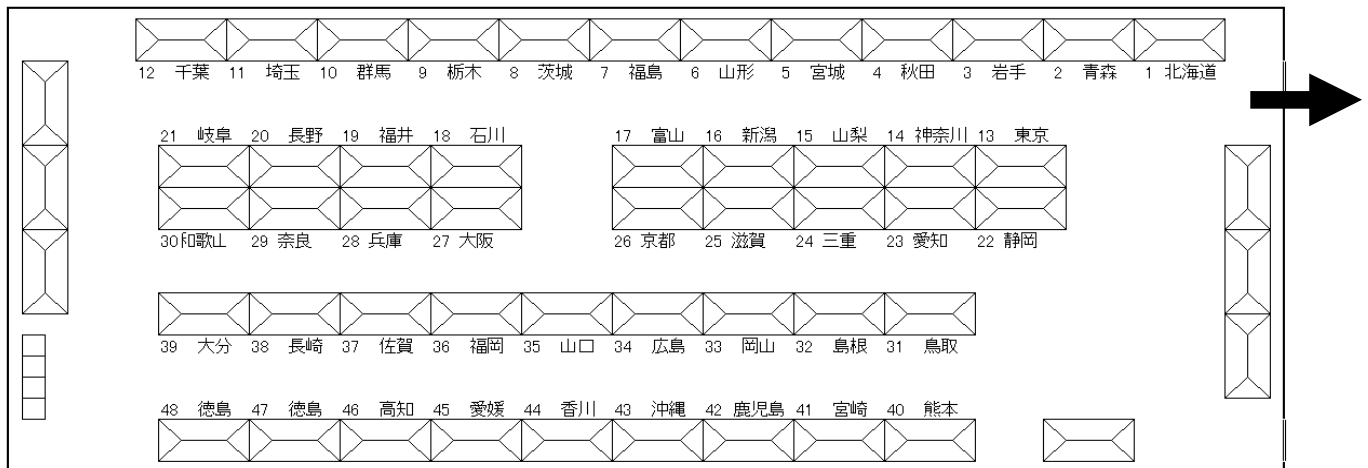 12 千葉 11 埼玉 10 群馬 9 栃木 8 茨城 7 福島 6 山形 5 宮城 4 秋田 3 岩手 2 青森 1 北海道
21 岐阜 20 長野 19 福井 18 石川 17 富山 16 新潟 15 山梨 14 神奈川 13 東京
30 和歌山 29 奈良 28 兵庫 27 大阪 26 京都 25 滋賀 24 三重 23 愛知 22 静岡
39 大分 38 長崎 37 佐賀 36 福岡 35 山口 34 広島 33 岡山 32 島根 31 鳥取
48 徳島 47 徳島 46 高知 45 愛媛 44 香川 43 沖縄 42 鹿児島 41 宮崎 40 熊本